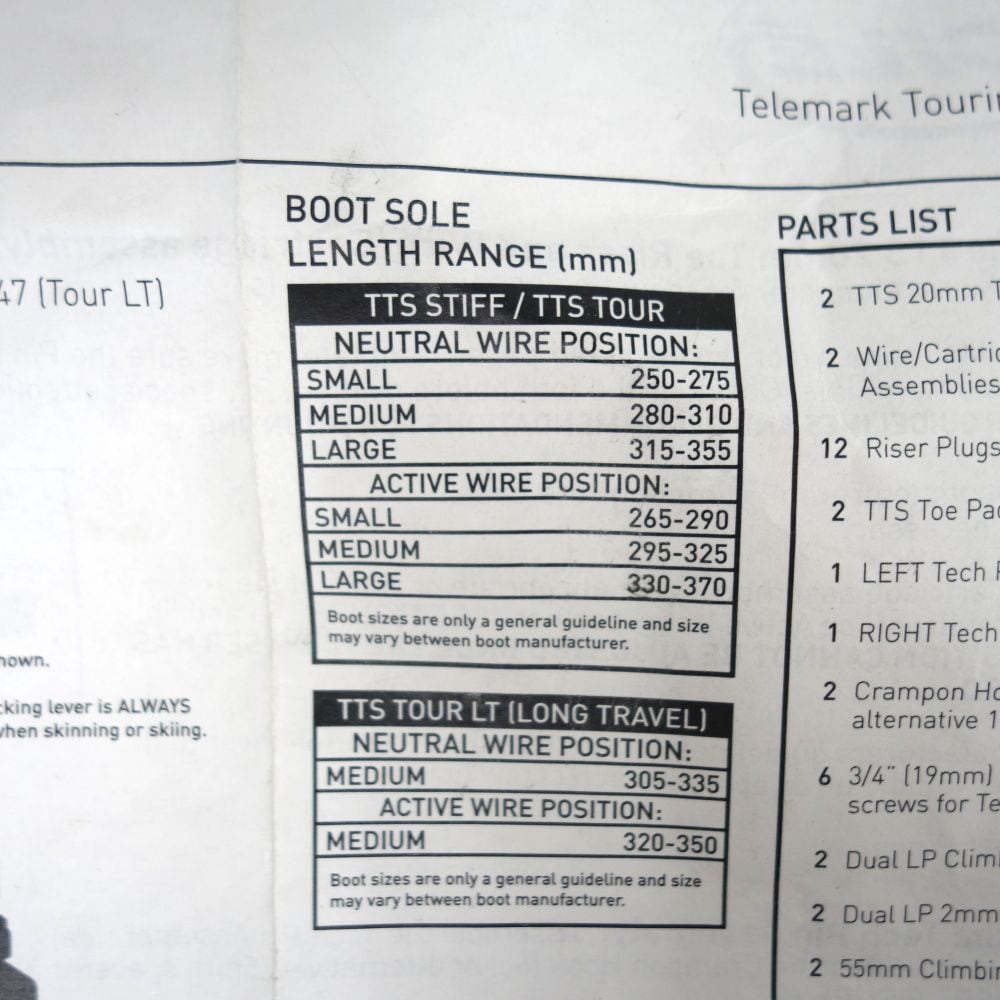 Telemark
47 (Tour LT)
hown.
cking lever is ALWAYS
when skinning or skiing.
BOOT SOLE
LENGTH RANGE (mm)
TTS STIFF / TTS TOUR
NEUTRAL WIRE POSITION:
SMALL 250-275
MEDIUM 280-310
LARGE 315-355
ACTIVE WIRE POSITION:
SMALL 265-290
MEDIUM 295-325
LARGE 330-370
Boot sizes are only a general guideline and size
may vary between boot manufacturer.
TTS TOUR LT (LONG TRAVEL)
NEUTRAL WIRE POSITION:
MEDIUM 305-335
ACTIVE WIRE POSITION:
MEDIUM 320-350
Boot sizes are only a general guideline and size
may vary between boot manufacturer.
PARTS LIST
2 TTS 20mm T
2 Wire/Cartri
Assemblies
12 Riser Plugs
2 TTS Toe Pa
1 LEFT Tech
1 RIGHT Tech
2 Crampon Ho
alternative 1
6 3/4" (19mm)
screws for Te
2 Dual LP Climb
2 Dual LP 2mm
2 55mm Climbi